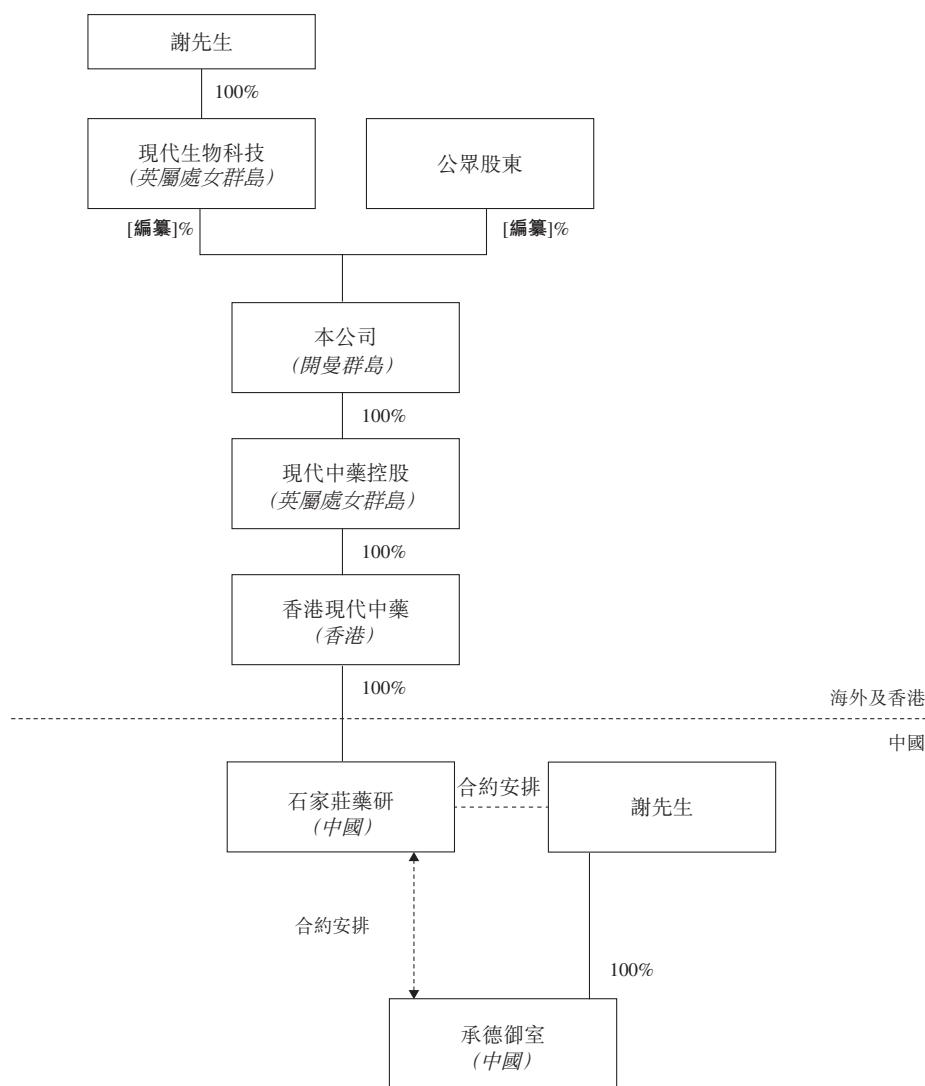 謝先生
100%
現代生物科技
(英屬處女群島)
公眾股東
[編纂]%
[編纂]%
本公司
(開曼群島)
100%
現代中藥控股
(英屬處女群島)
100%
香港現代中藥
(香港)
100%
海外及香港
中國
石家莊藥研
(中國)
合約安排
謝先生
合約安排
100%
承德御室
(中國)